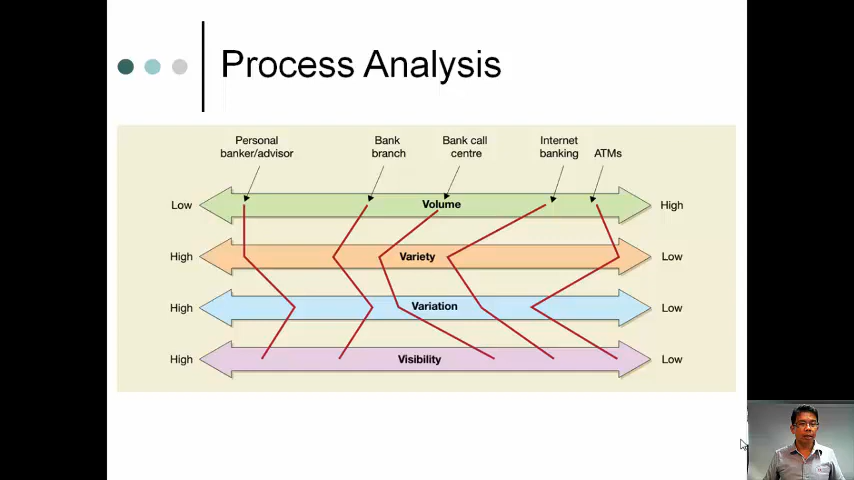 Process Analysis
Personal
banker/advisor
Bank
branch
Bank call
centre
Internet
banking
ATMs
Low
Volume
High
High
Variety
Low
High
Variation
Low
High
Visibility
Low